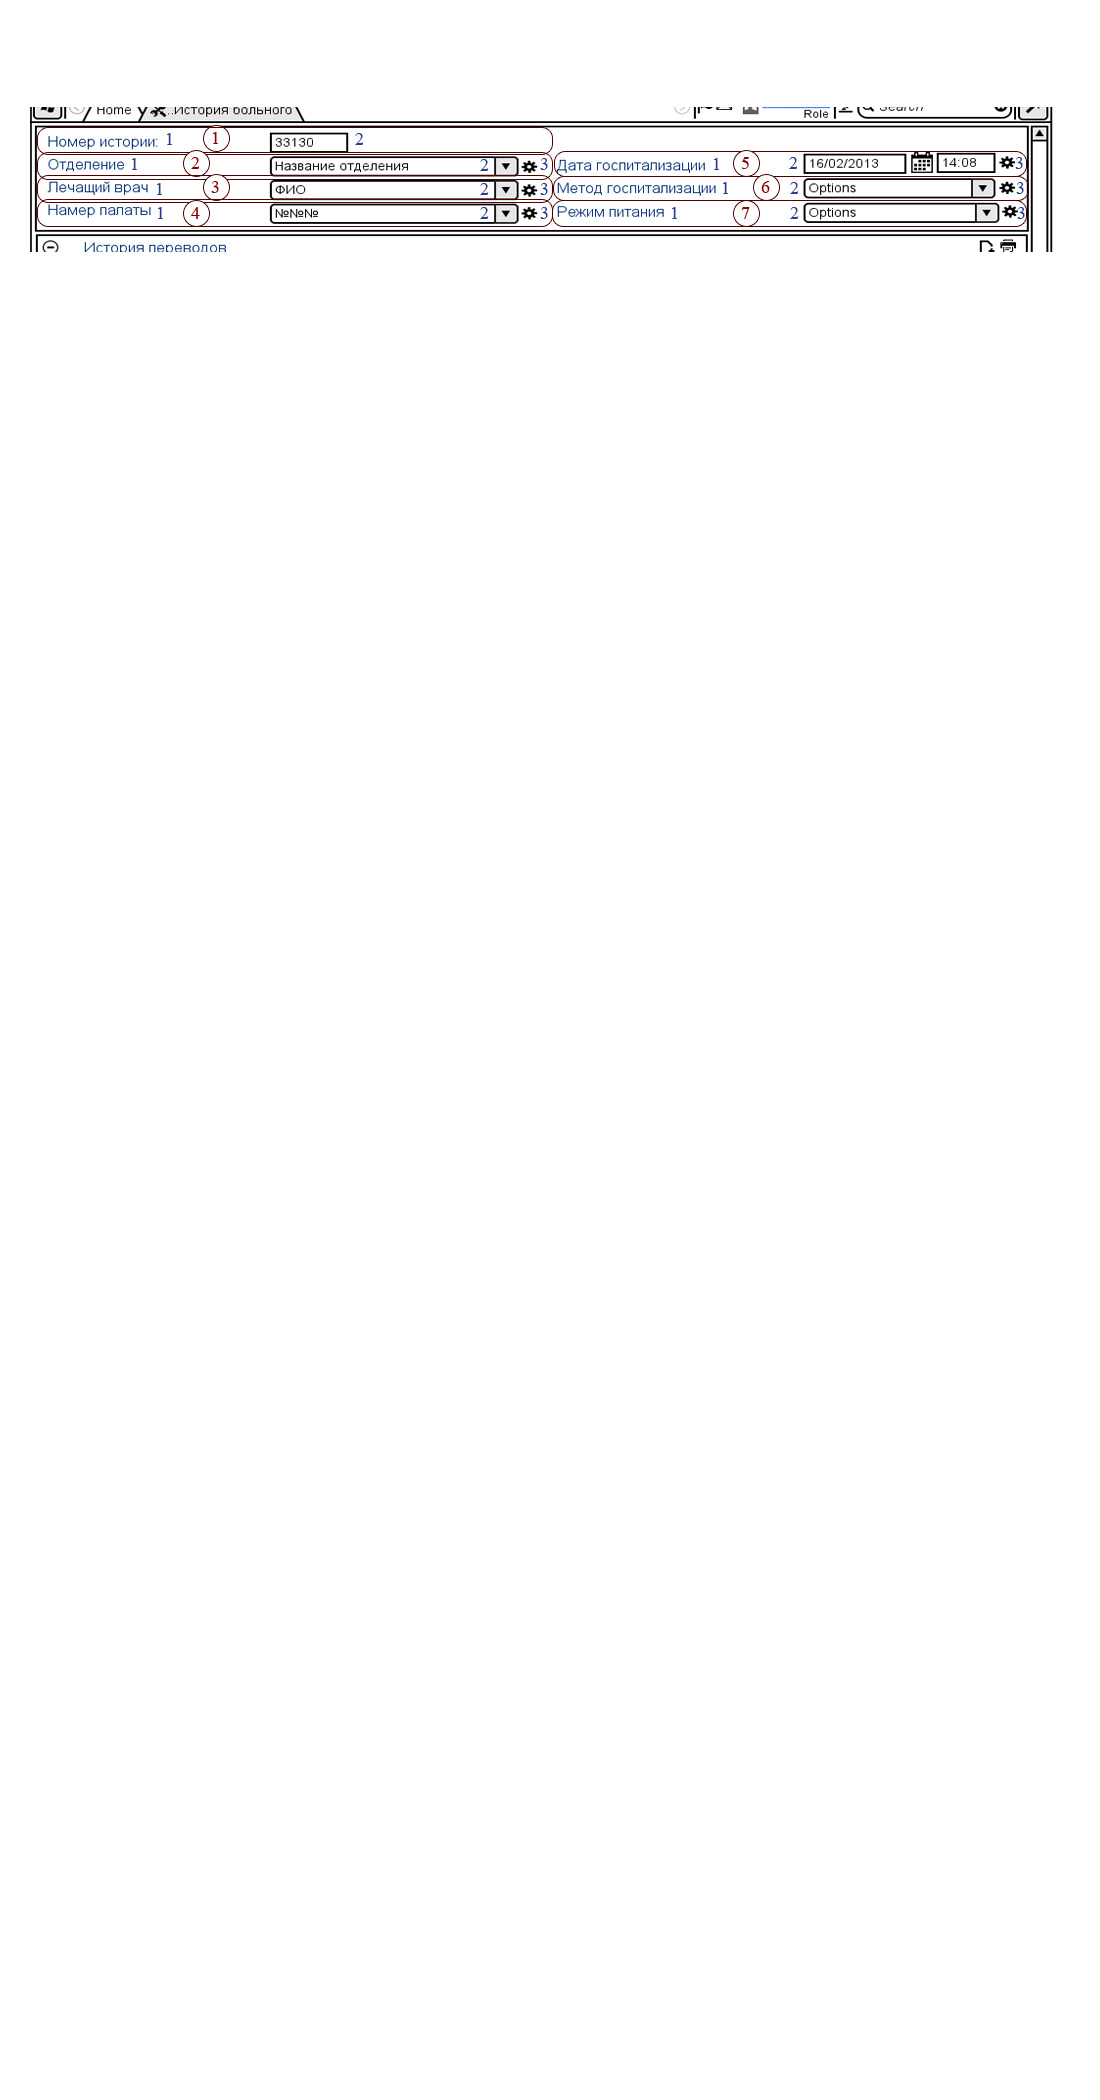 Home ..История больного Role Search
Номер истории: 1 1 33130 2
Отделение 1 2 Название отделения 2 3 Дата госпитализации 1 5 2 16/02/2013 14:08 3
Лечащий врач 1 3 ФИО 2 3 Метод госпитализации 1 6 2 Options 3
Намер палаты 1 4 №№№ 2 3 Режим питания 1 7 2 Options 3
История переводов